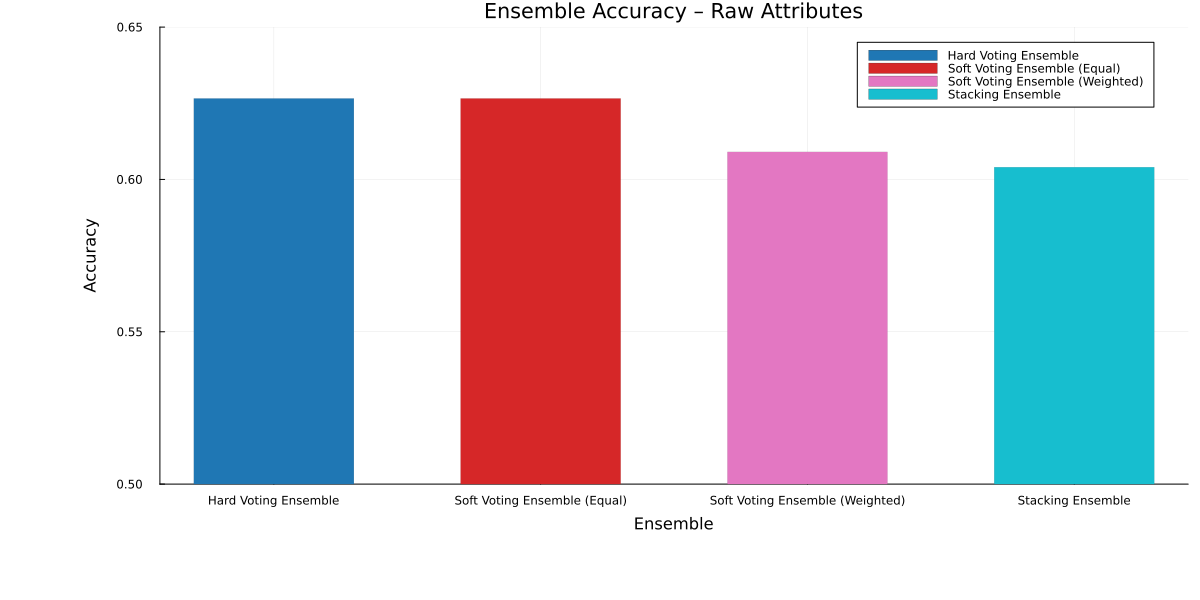 Ensemble Accuracy – Raw Attributes
0.65
0.60
0.55
0.50
Accuracy
Hard Voting Ensemble
Soft Voting Ensemble (Equal)
Soft Voting Ensemble (Weighted)
Stacking Ensemble
Hard Voting Ensemble
Soft Voting Ensemble (Equal)
Soft Voting Ensemble (Weighted)
Stacking Ensemble
Ensemble